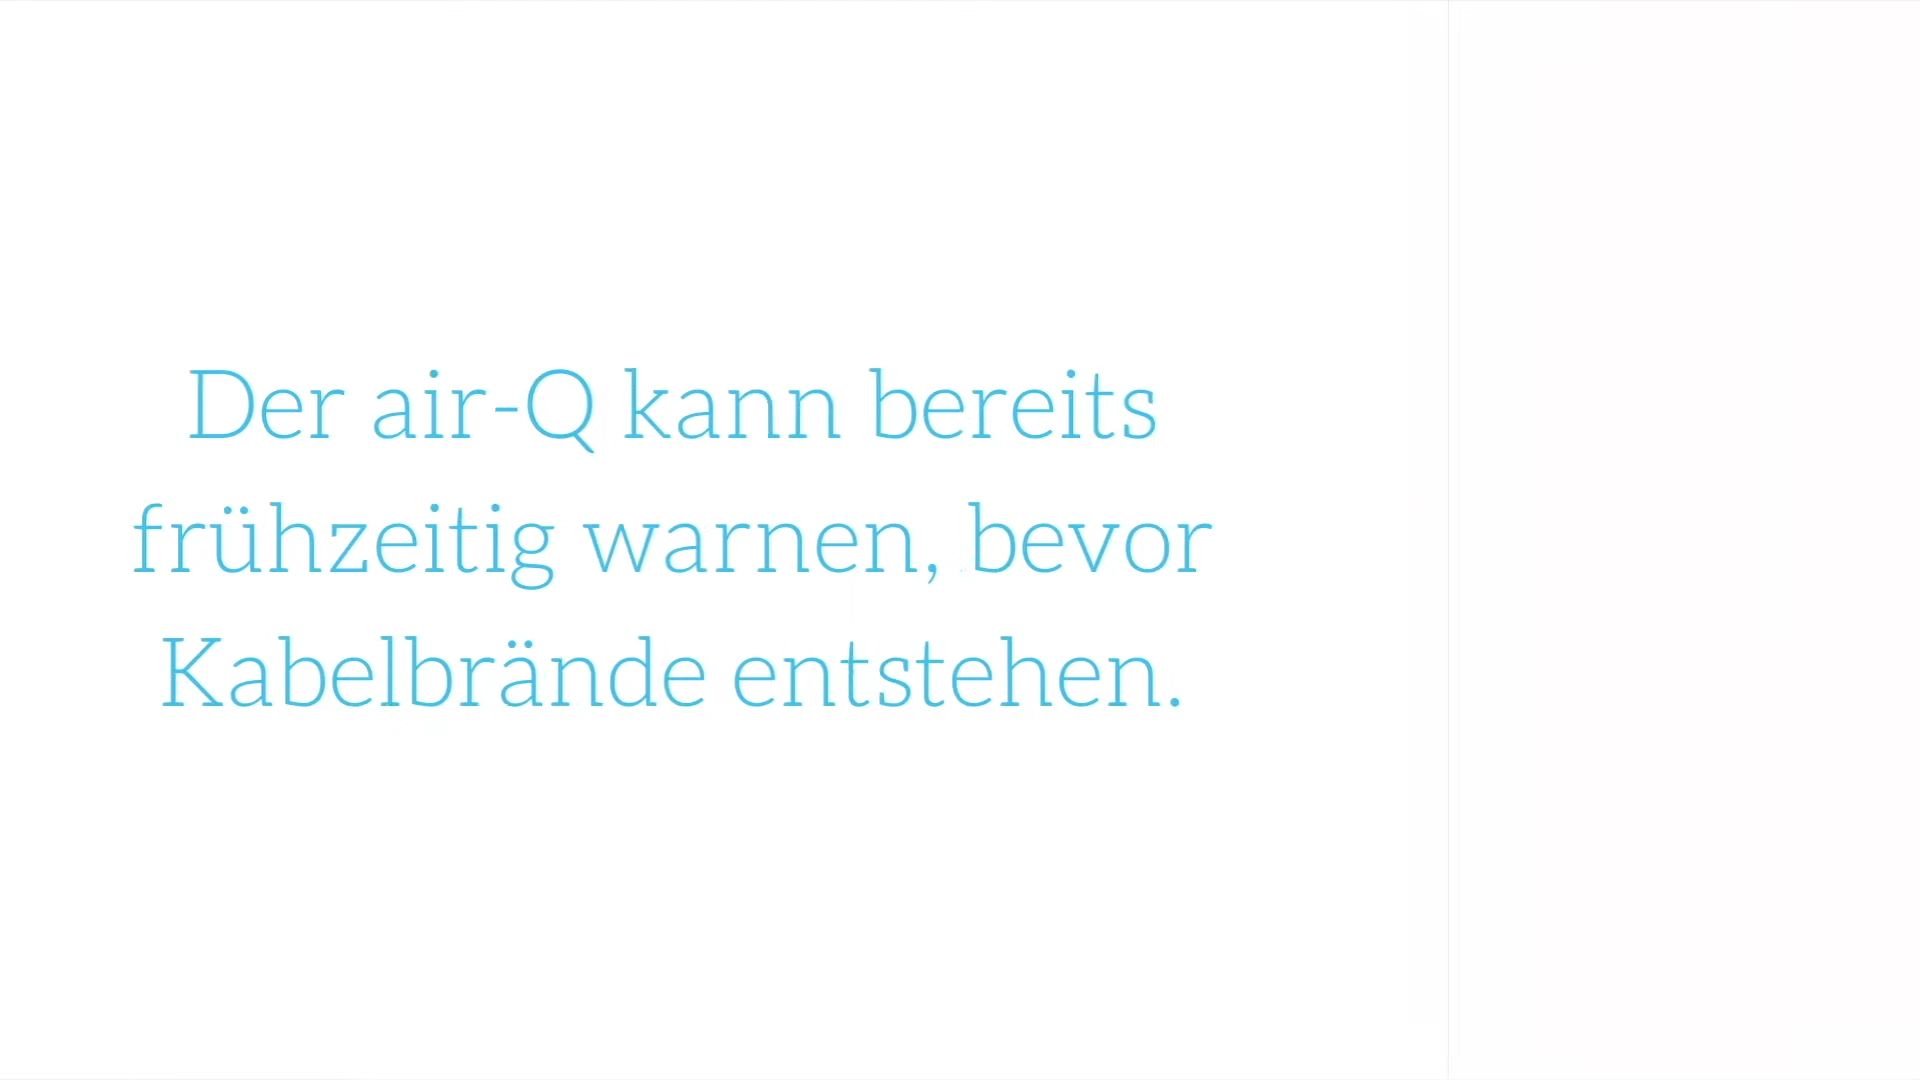 Der air-Q kann bereits
frühzeitig warnen, bevor
Kabelbrände entstehen.